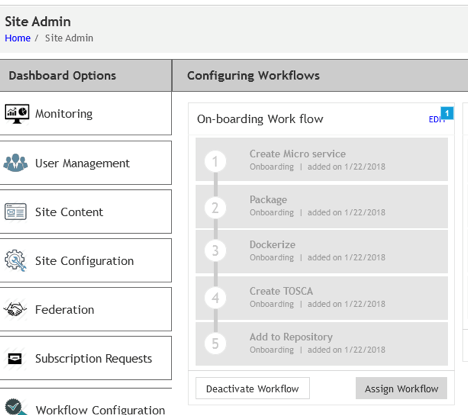 Site Admin
Home / Site Admin
Dashboard Options
Configuring Workflows
Monitoring
User Management
Site Content
Site Configuration
Federation
Subscription Requests
Workflow Configuration
On-boarding Work flow
EDIT
1
1
Create Micro service
Onboarding | added on 1/22/2018
2
Package
Onboarding | added on 1/22/2018
3
Dockerize
Onboarding | added on 1/22/2018
4
Create TOSCA
Onboarding | added on 1/22/2018
5
Add to Repository
Onboarding | added on 1/22/2018
Deactivate Workflow
Assign Workflow